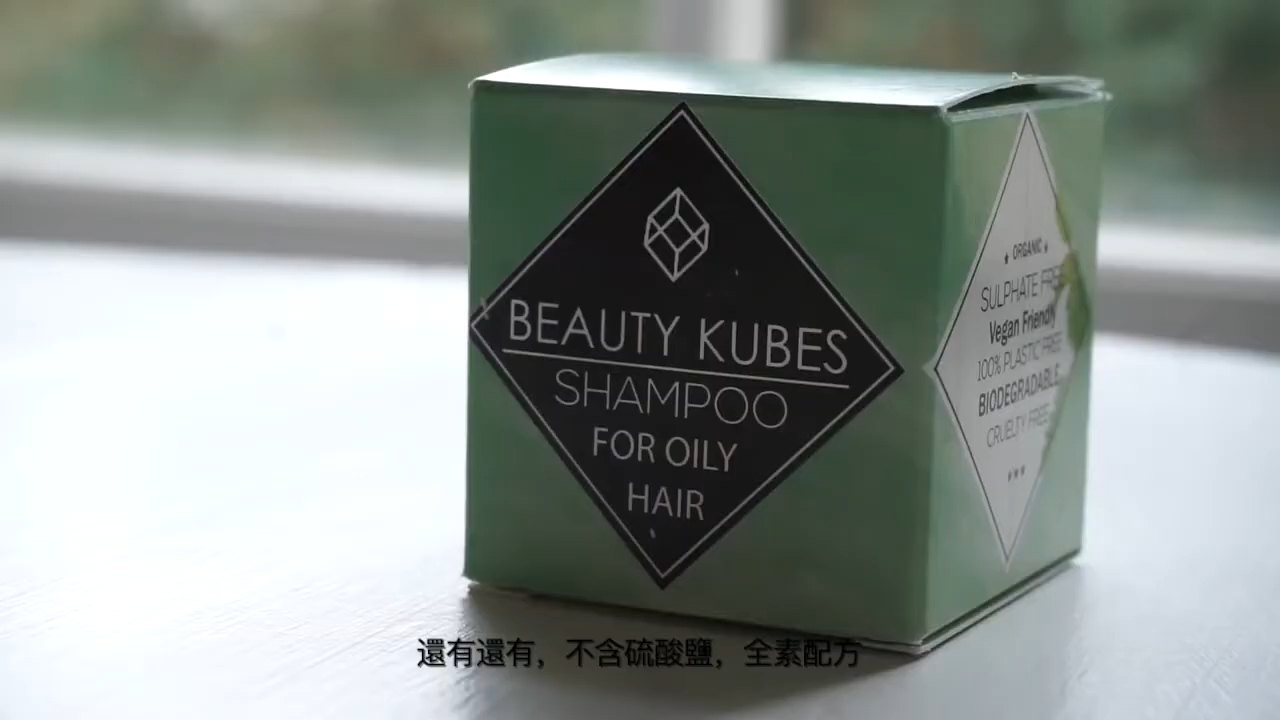 BEAUTY KUBES
SHAMPOO
FOR OILY
HAIR
ORGANIC
SULPHATE FREE
Vegan Friendly
100% PLASTIC FREE
BIODEGRADABLE
CRUELTY FREE
還有還有，不含硫酸鹽，全素配方